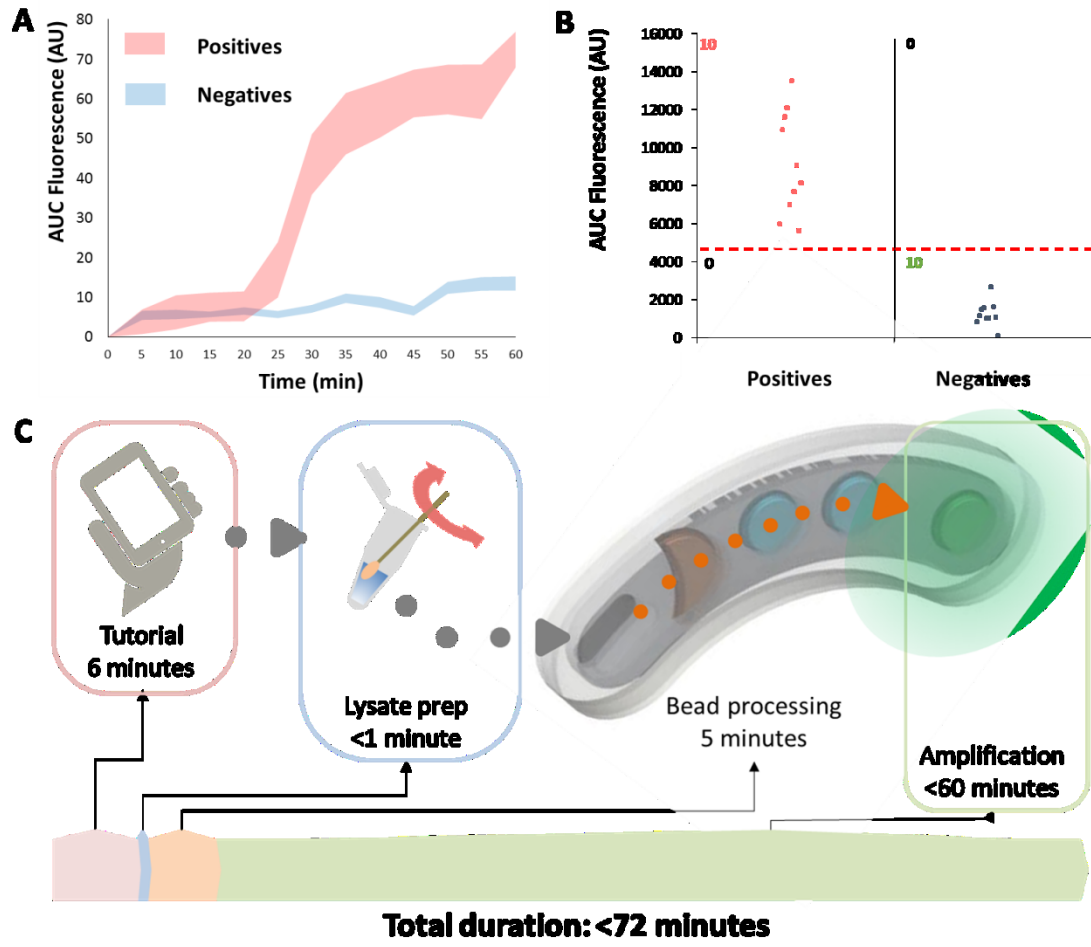 A
AUC Fluorescence (AU)
80
70
60
50
40
30
20
10
0
Positives
Negatives
0 5 10 15 20 25 30 35 40 45 50 55 60
Time (min)
B
AUC Fluorescence (AU)
16000
14000
12000
10000
8000
6000
4000
2000
0
10
0
0
10
Positives
Negatives
C
Tutorial
6 minutes
Lysate prep
<1 minute
Bead processing
5 minutes
Amplification
<60 minutes
Total duration: <72 minutes